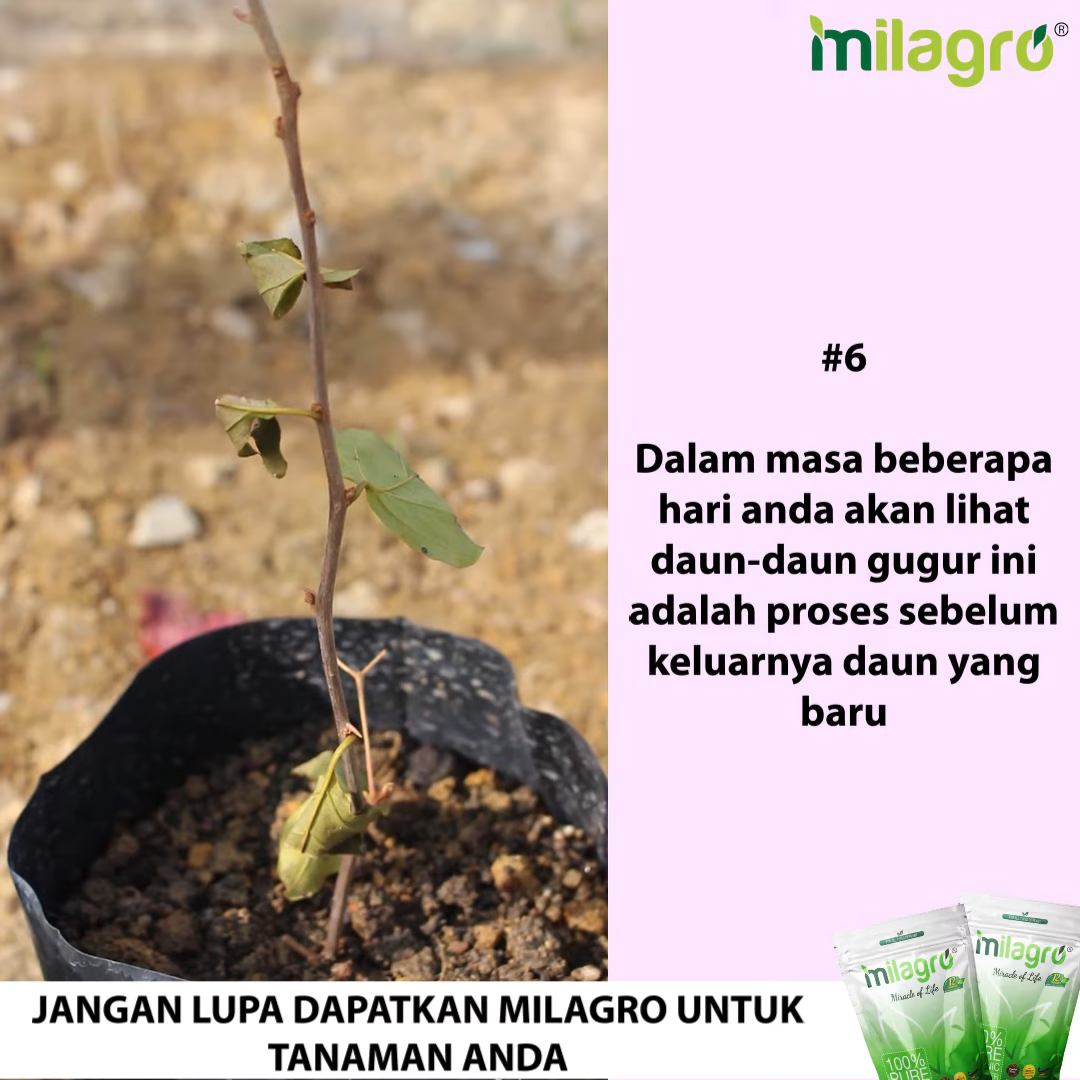 milagro®
#6
Dalam masa beberapa
hari anda akan lihat
daun-daun gugur ini
adalah proses sebelum
keluarnya daun yang
baru
JANGAN LUPA DAPATKAN MILAGRO UNTUK
TANAMAN ANDA
milagro
Miracle of Life
100%
PURE
milagro
Miracle of Life